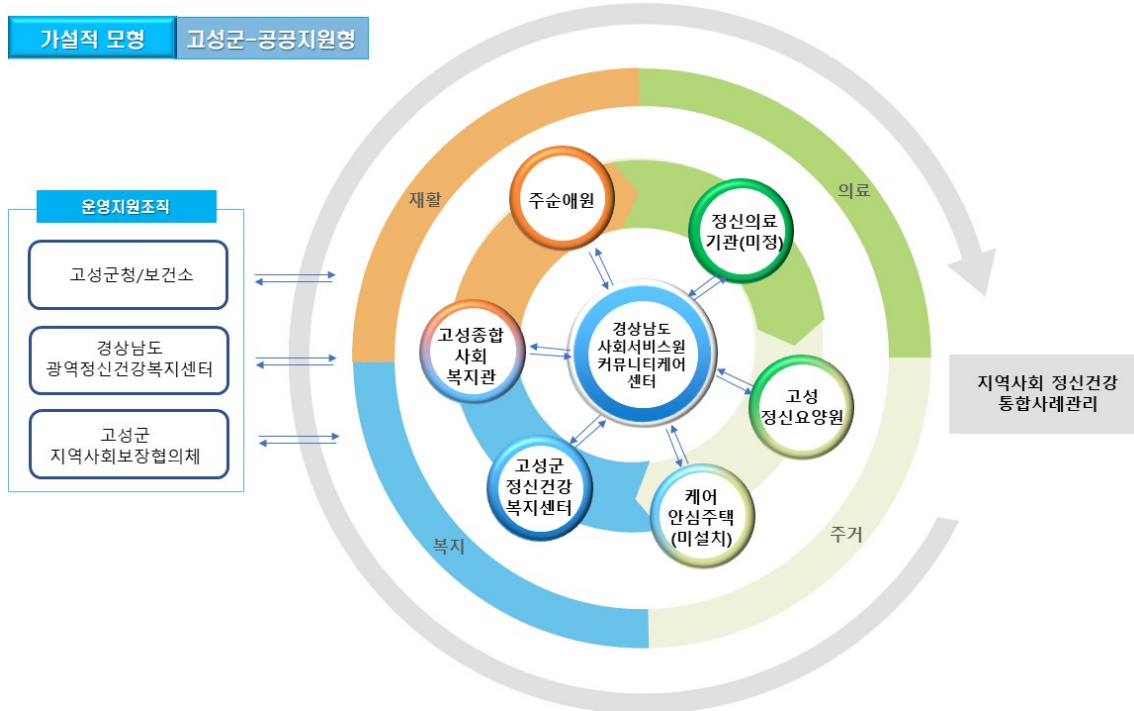 가설적 모형
고성군-공공지원형
운영지원조직
고성군청/보건소
경상남도
광역정신건강복지센터
고성군
지역사회보장협의체
재활
의료
복지
주거
주순애원
정신의료
기관(미정)
고성종합
사회
복지관
경상남도
사회서비스원
커뮤니티케어
센터
고성
정신요양원
고성군
정신건강
복지센터
케어
안심주택
(미설치)
지역사회 정신건강
통합사례관리